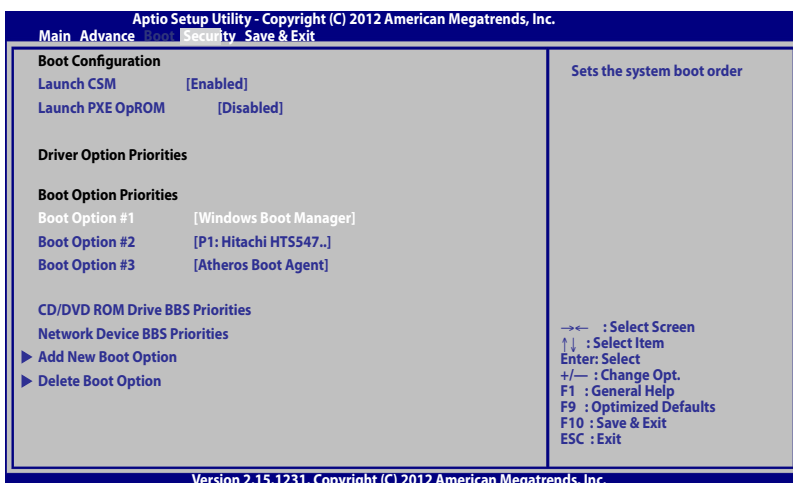 Aptio Setup Utility - Copyright (C) 2012 American Megatrends, Inc.
Main Advance Boot Security Save & Exit
Boot Configuration
Launch CSM [Enabled]
Launch PXE OpROM [Disabled]
Driver Option Priorities
Boot Option Priorities
Boot Option #1 [Windows Boot Manager]
Boot Option #2 [P1: Hitachi HTS547..]
Boot Option #3 [Atheros Boot Agent]
CD/DVD ROM Drive BBS Priorities
Network Device BBS Priorities
Add New Boot Option
Delete Boot Option
Sets the system boot order
→← : Select Screen
↑↓ : Select Item
Enter: Select
+/— : Change Opt.
F1 : General Help
F9 : Optimized Defaults
F10 : Save & Exit
ESC : Exit
Version 2.15.1231. Copyright (C) 2012 American Megatrends, Inc.